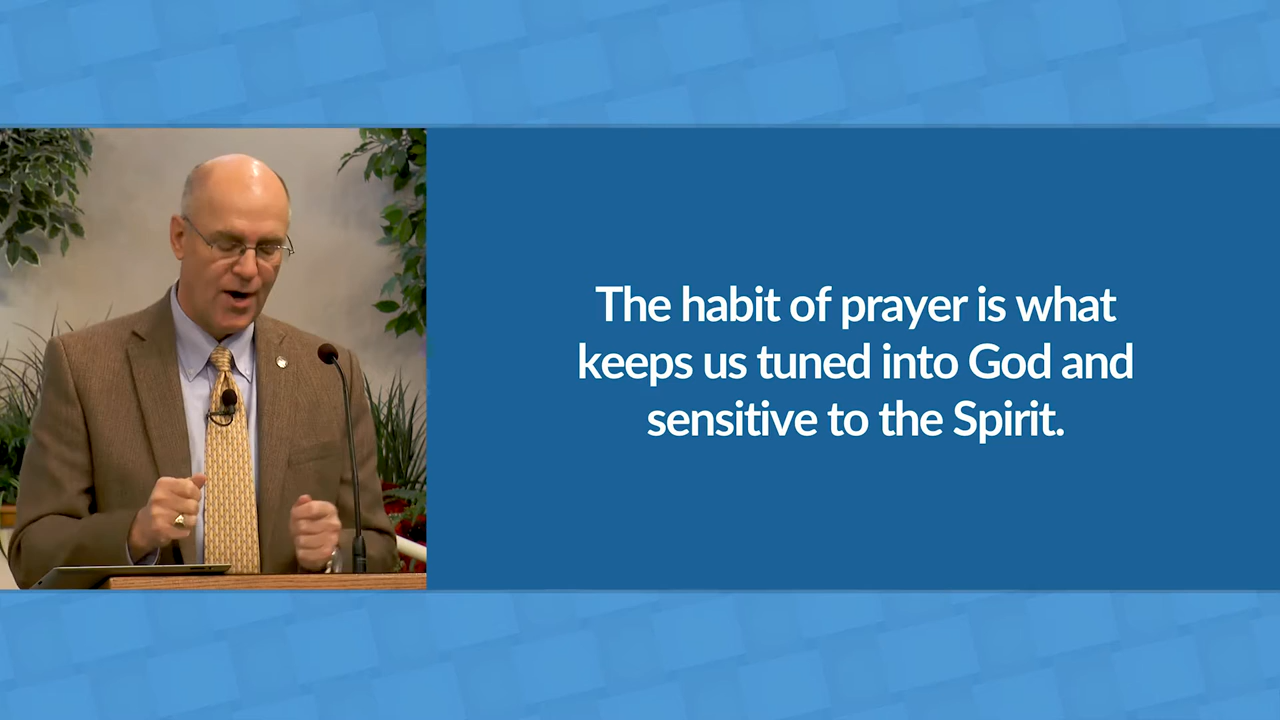 The habit of prayer is what
keeps us tuned into God and
sensitive to the Spirit.